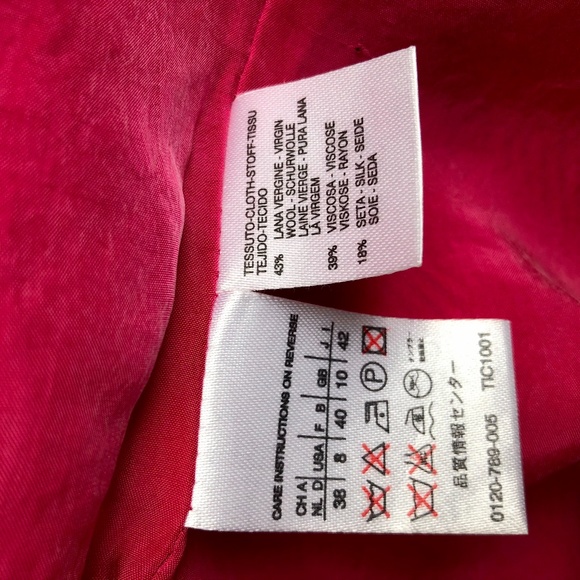 TESSUTO-CLOTH-STOFF-TISSU
TEJIDO-TECIDO
43% LANA VERGINE - VIRGIN
WOOL - SCHURWOLLE
LAINE VIERGE - PURA LANA
LÃ VIRGEM
39% VISCOSA - VISCOSE
VISKOSE - RAYON
18% SETA - SILK - SEIDE
SOIE - SEDA
CARE INSTRUCTIONS ON REVERSE
CH A
NL D USA F B GB J I
38 8 40 10 42
P
品質情報センター
0120-789-005 TIC1001